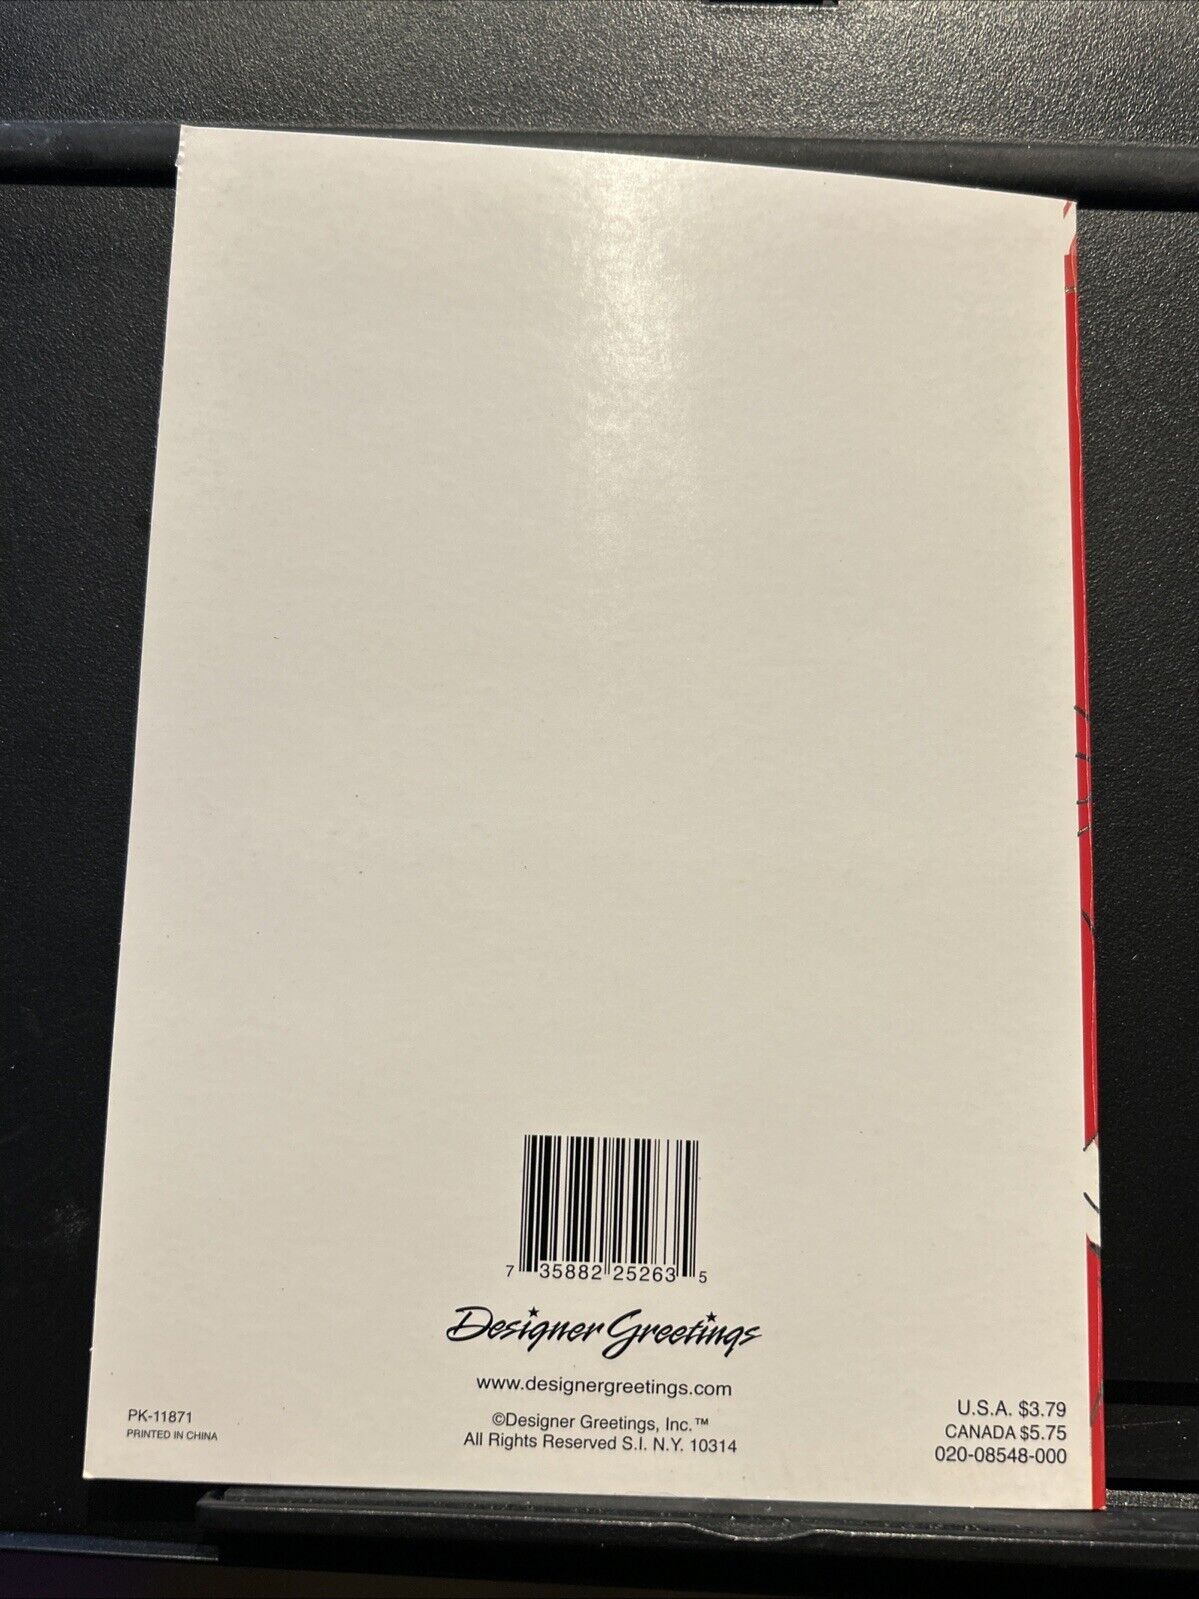 7 35882 25263 5
Designer Greetings
www.designergreetings.com
©Designer Greetings, Inc.™
All Rights Reserved S.I. N.Y. 10314
PK-11871
PRINTED IN CHINA
U.S.A. $3.79
CANADA $5.75
020-08548-000